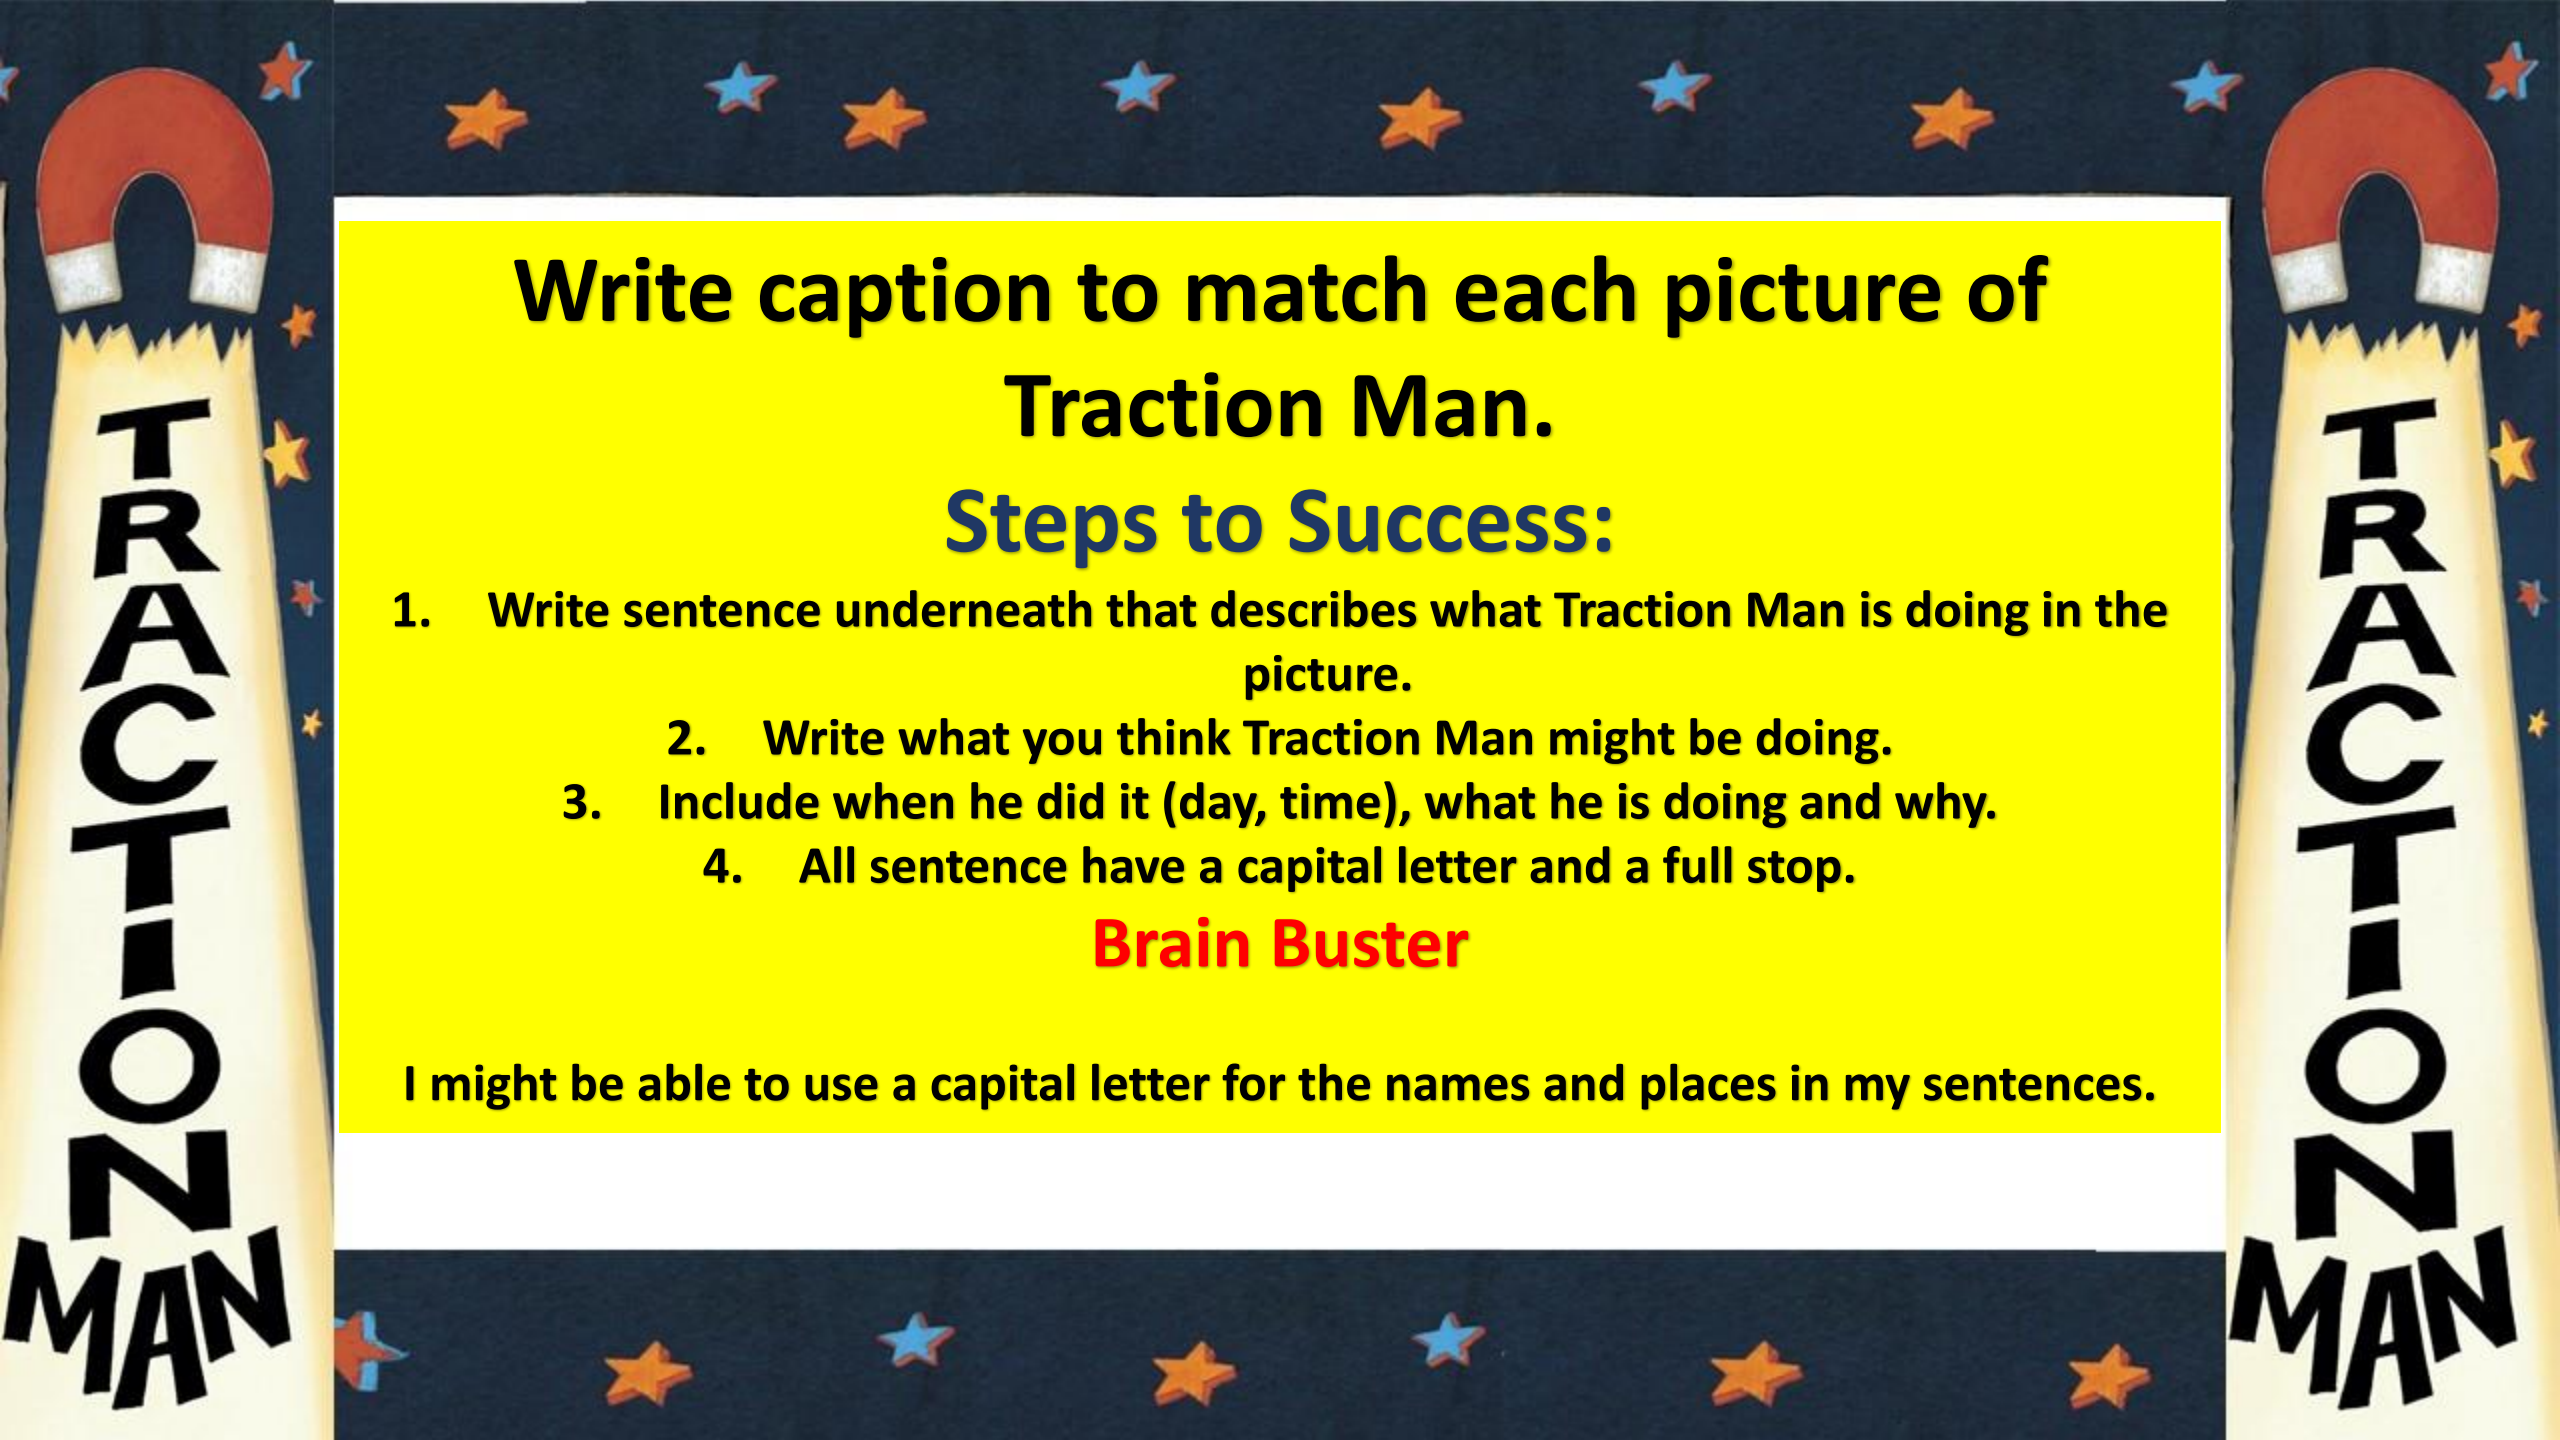 TRACTION
MAN
Write caption to match each picture of
Traction Man.
Steps to Success:
1. Write sentence underneath that describes what Traction Man is doing in the
picture.
2. Write what you think Traction Man might be doing.
3. Include when he did it (day, time), what he is doing and why.
4. All sentence have a capital letter and a full stop.
Brain Buster
I might be able to use a capital letter for the names and places in my sentences.
TRACTION
MAN